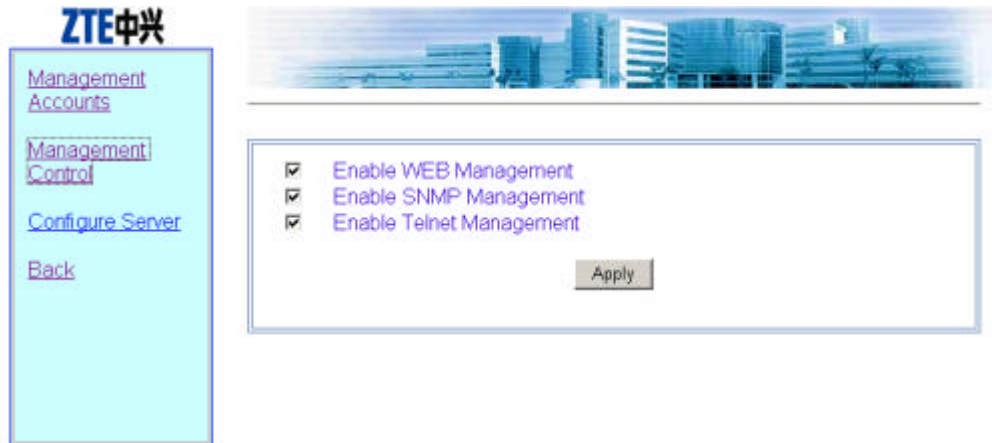 ZTE中兴
Management
Accounts
Management
Control
Configure Server
Back
Enable WEB Management
Enable SNMP Management
Enable Telnet Management
Apply